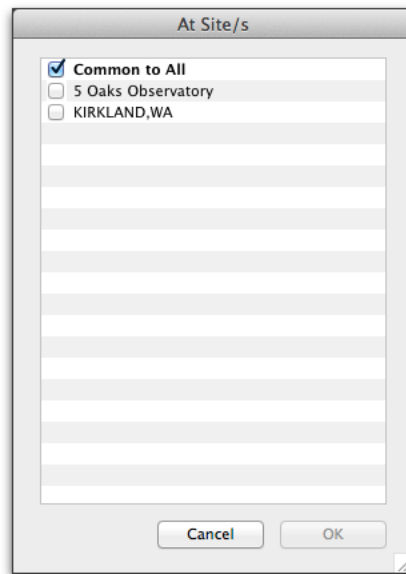 At Site/s
Common to All
5 Oaks Observatory
KIRKLAND,WA
Cancel
OK